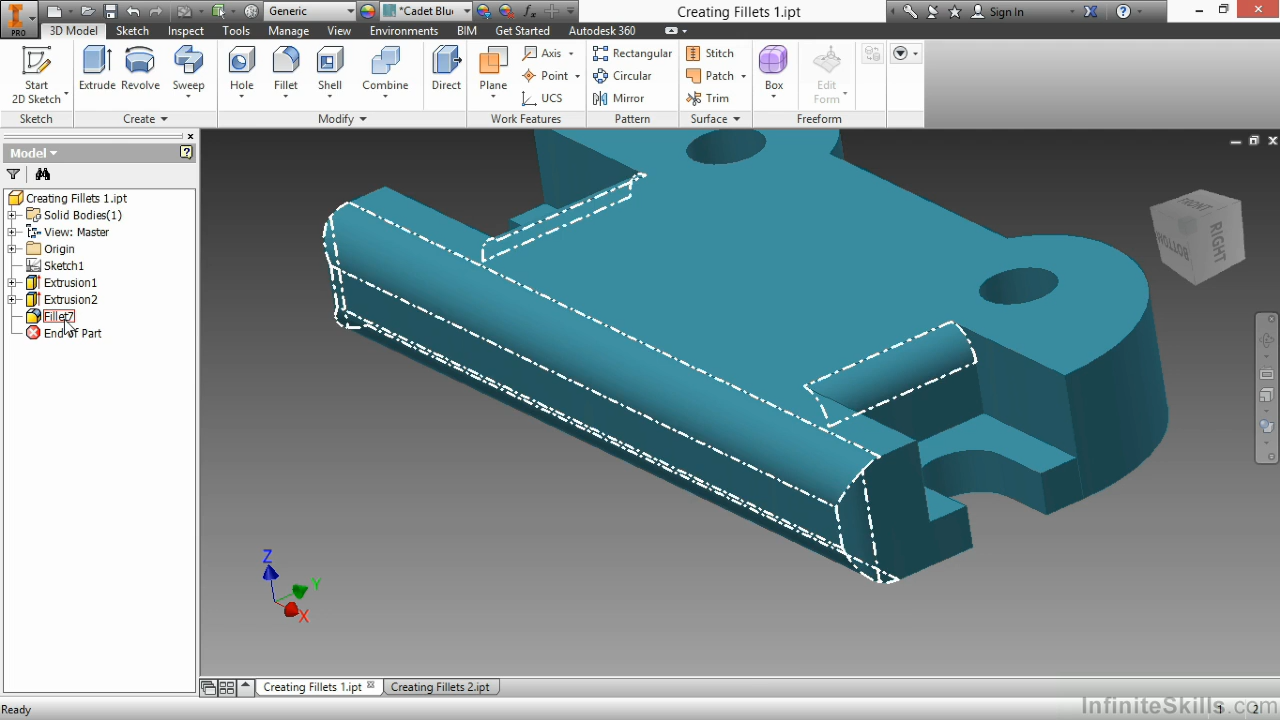 PRO
Generic
*Cadet Blu
fx
Creating Fillets 1.ipt
Sign In
3D Model Sketch Inspect Tools Manage View Environments BIM Get Started Autodesk 360
Start
2D Sketch
Extrude Revolve Sweep
Hole Fillet Shell Combine
Direct
Plane
Axis
Point
UCS
Rectangular
Circular
Mirror
Stitch
Patch
Trim
Box
Edit
Form
Sketch Create Modify Work Features Pattern Surface Freeform
Model
Creating Fillets 1.ipt
Solid Bodies(1)
View: Master
Origin
Sketch1
Extrusion1
Extrusion2
Fillet7
End of Part
FRONT
RIGHT
Z
Y
X
Creating Fillets 1.ipt
Creating Fillets 2.ipt
Ready
1 2
InfiniteSkills.com